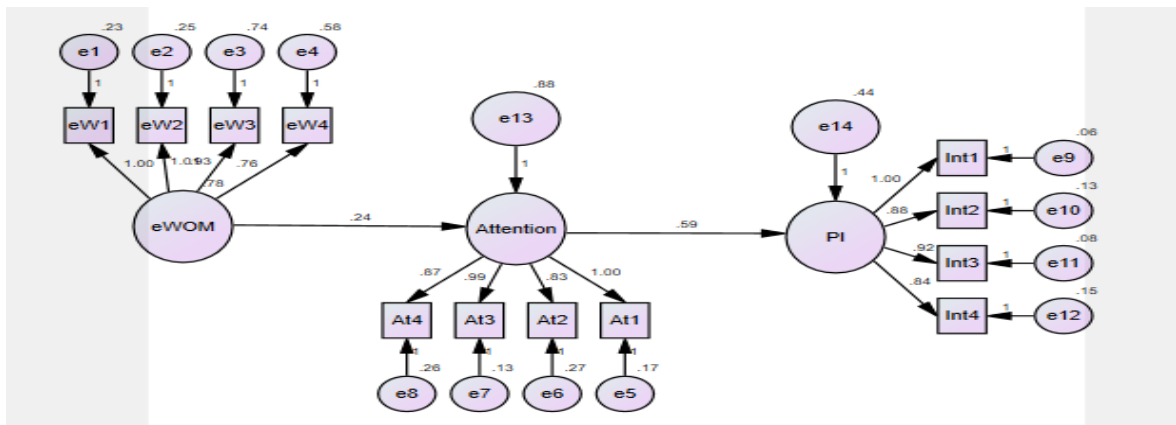 .23 .25 .74 .58
e1 e2 e3 e4
1 1 1 1
eW1 eW2 eW3 eW4
1.00 1.01 .93 .76
.78
eWOM
.24
.88
e13
1
Attention
.59
.44
e14
1
PI
.87 .99 .83 1.00
At4 At3 At2 At1
1 1 1 1
.26 .13 .27 .17
e8 e7 e6 e5
1.00 Int1 1 e9 .06
.88 Int2 1 e10 .13
.92 Int3 1 e11 .08
.84 Int4 1 e12 .15